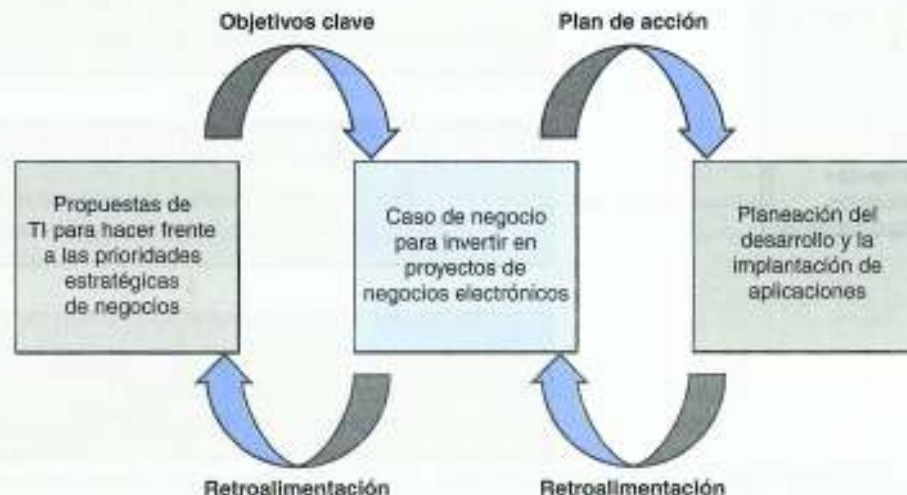 Objetivos clave
Plan de acción
Propuestas de
TI para hacer frente
a las prioridades
estratégicas
de negocios
Caso de negocio
para invertir en
proyectos de
negocios electrónicos
Planeación del
desarrollo y la
implantación de
aplicaciones
Retroalimentación
Retroalimentación